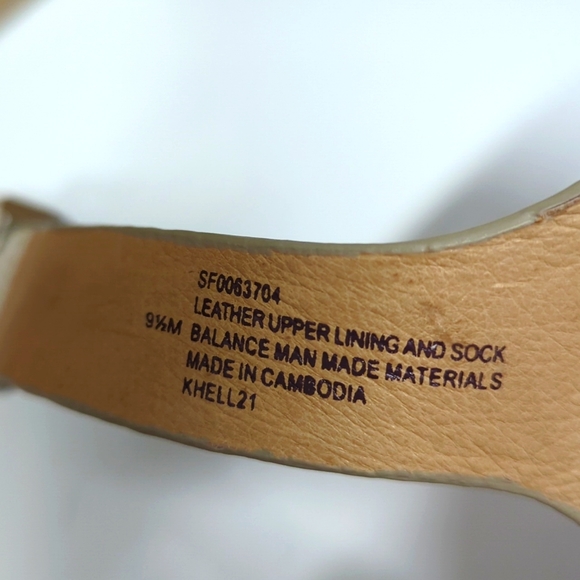 SF0063704
LEATHER UPPER LINING AND SOCK
9½M BALANCE MAN MADE MATERIALS
MADE IN CAMBODIA
KHELL21